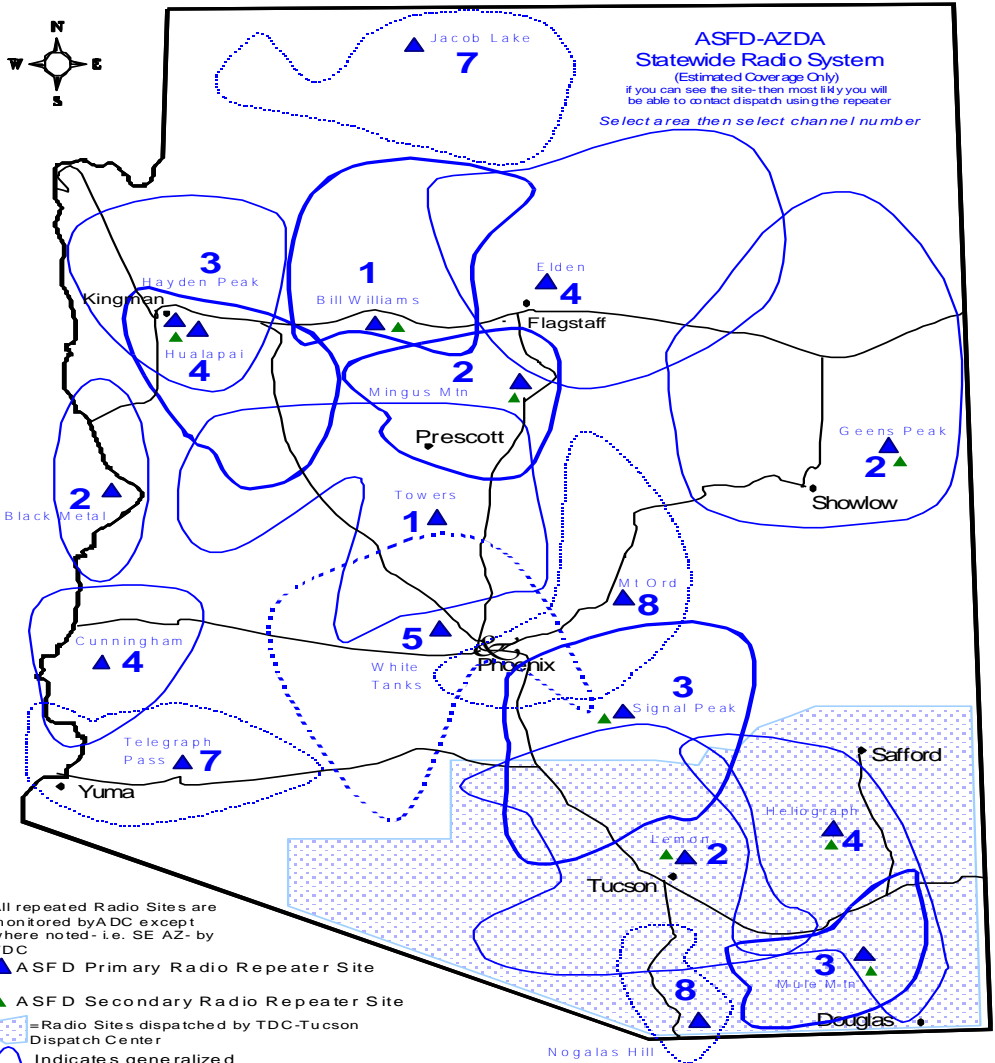 N
W E
S
Jacob Lake
7
ASFD-AZDA
Statewide Radio System
(Estimated Coverage Only)
if you can see the site- then most likly you will
be able to contact dispatch using the repeater
Select area then select channel number
3
Hayden Peak
1
Bill Williams
Elden
4
Kingman
Flagstaff
Hualapai
4
2
Mingus Mtn
Prescott
Geens Peak
2
Showlow
2
Black Metal
Towers
1
Mt Ord
8
Cunningham
4
5
White
Tanks
Phoenix
3
Signal Peak
Telegraph
Pass
7
Yuma
Safford
Heliograph
4
Lemon
2
Tucson
3
Mule Mtn
8
Douglas
Nogalas Hill
All repeated Radio Sites are
monitored by ADC except
where noted- i.e. SE AZ- by
TDC
ASFD Primary Radio Repeater Site
ASFD Secondary Radio Repeater Site
=Radio Sites dispatched by TDC-Tucson
Dispatch Center
Indicates generalized